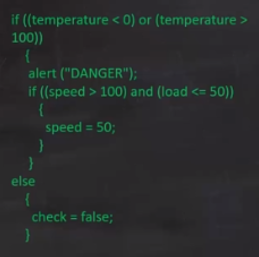 if ((temperature < 0) or (temperature >
100))
{
alert ("DANGER");
if ((speed > 100) and (load <= 50))
{
speed = 50;
}
}
else
{
check = false;
}